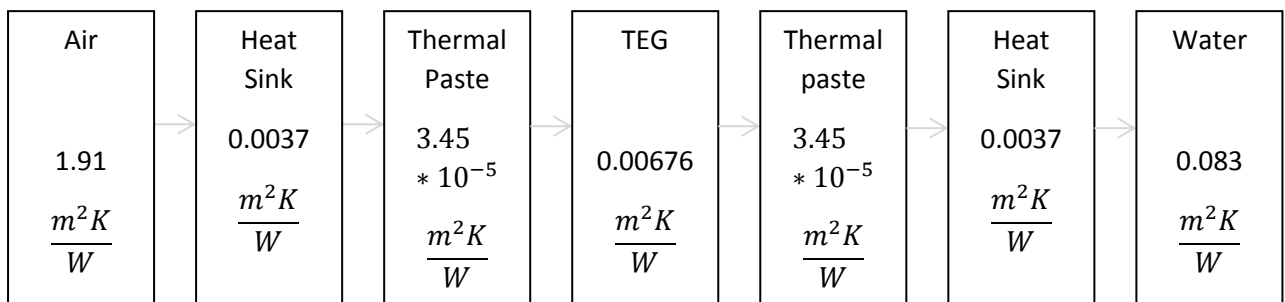 Air
1.91
m²K
W
Heat
Sink
0.0037
m²K
W
Thermal
Paste
3.45
* 10⁻⁵
m²K
W
TEG
0.00676
m²K
W
Thermal
paste
3.45
* 10⁻⁵
m²K
W
Heat
Sink
0.0037
m²K
W
Water
0.083
m²K
W